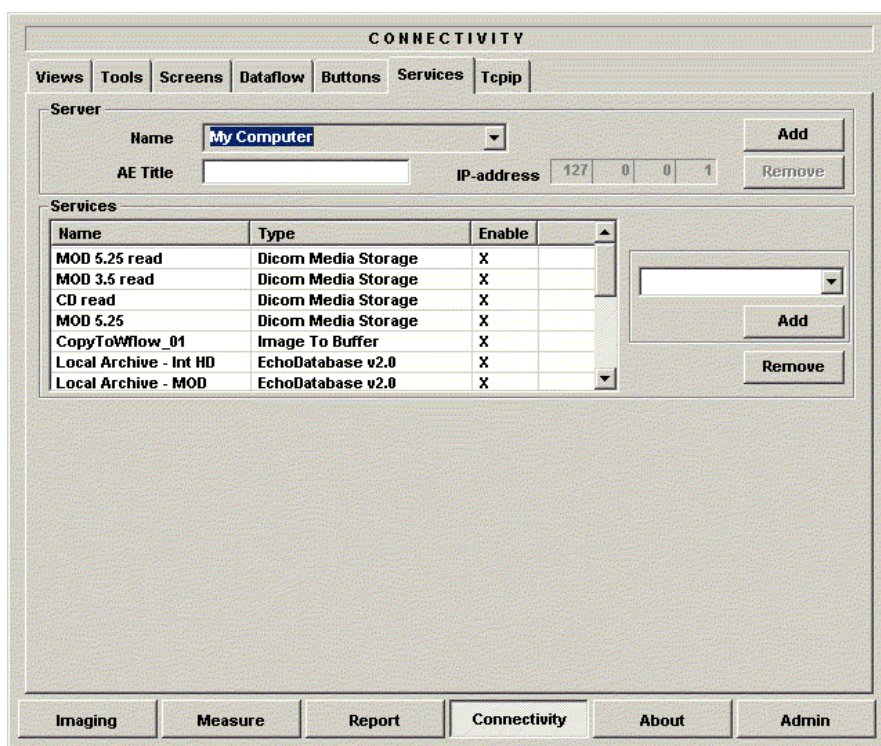 CONNECTIVITY
Views Tools Screens Dataflow Buttons Services Tcpip
Server
Name My Computer Add
AE Title IP-address 127 0 0 1 Remove
Services
Name Type Enable
MOD 5.25 read Dicom Media Storage X
MOD 3.5 read Dicom Media Storage X
CD read Dicom Media Storage X
MOD 5.25 Dicom Media Storage X
Add
CopyToWflow_01 Image To Buffer X
Local Archive - Int HD EchoDatabase v2.0 X
Remove
Local Archive - MOD EchoDatabase v2.0 X
Imaging Measure Report Connectivity About Admin